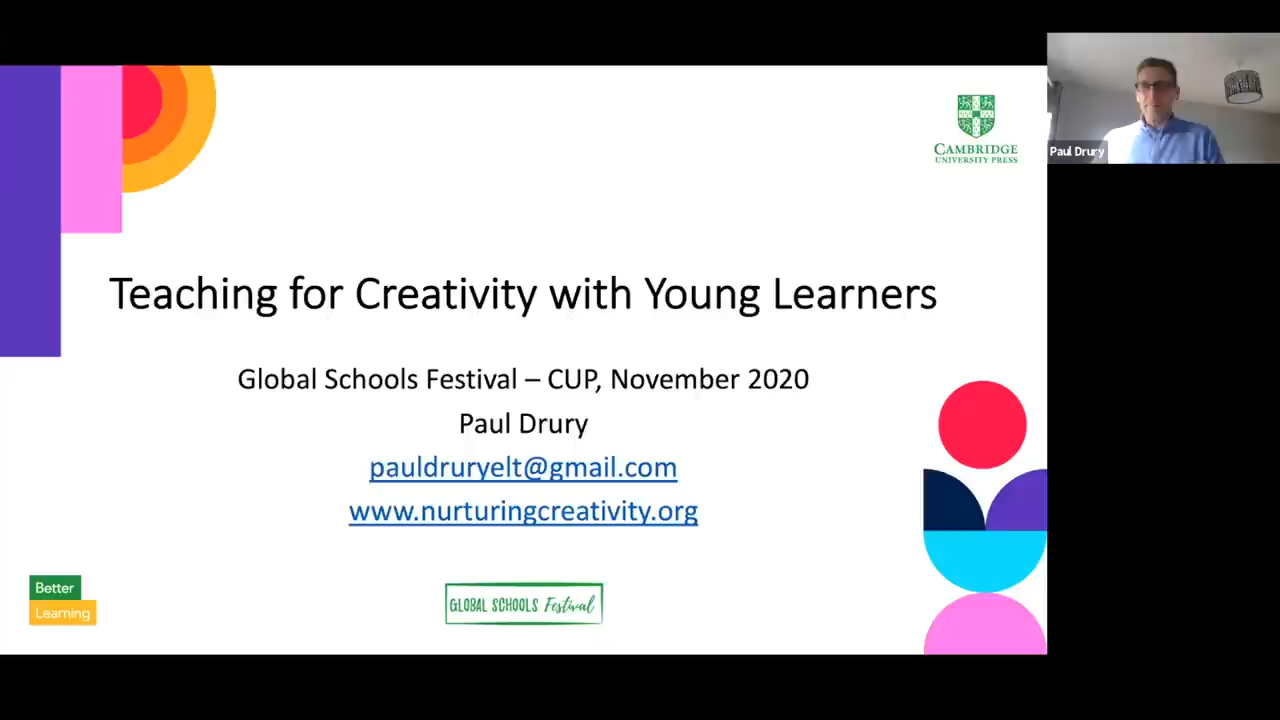 CAMBRIDGE
UNIVERSITY PRESS
Paul Drury
Teaching for Creativity with Young Learners
Global Schools Festival – CUP, November 2020
Paul Drury
pauldruryelt@gmail.com
www.nurturingcreativity.org
Better
Learning
GLOBAL SCHOOLS Festival